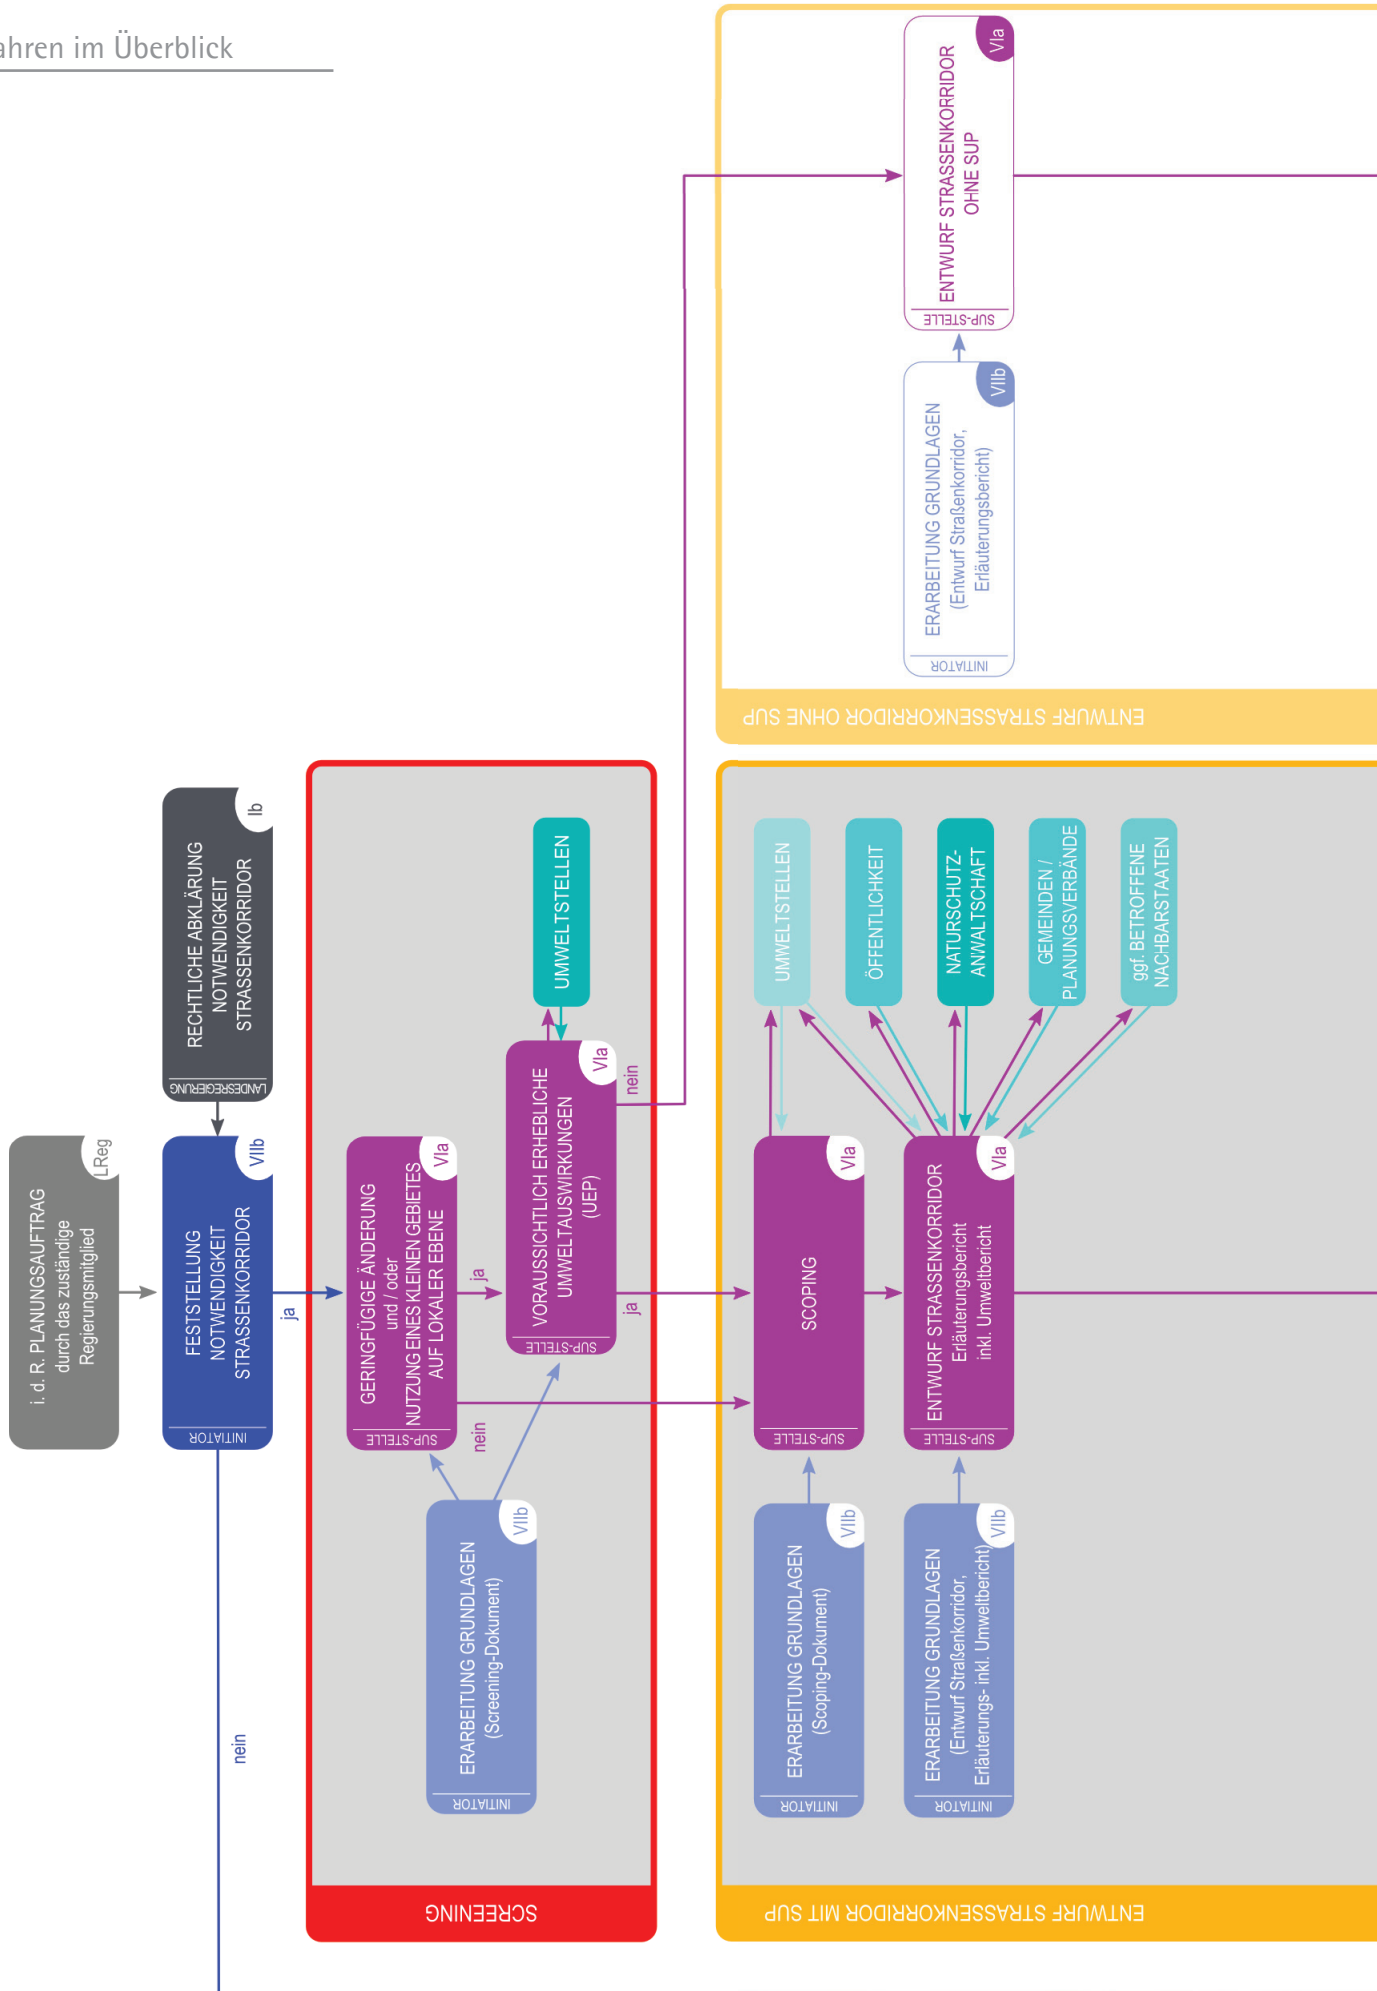 ahren im Überblick
i. d. R. PLANUNGSAUFTRAG
durch das zuständige
Regierungsmitglied
LReg
INITIATOR
FESTSTELLUNG
NOTWENDIGKEIT
STRASSENKORRIDOR
VIIb
LANDESREGIERUNG
RECHTLICHE ABKLÄRUNG
NOTWENDIGKEIT
STRASSENKORRIDOR
Ib
nein
ja
SCREENING
INITIATOR
ERARBEITUNG GRUNDLAGEN
(Screening-Dokument)
VIIb
SUP-STELLE
GERINGFÜGIGE ÄNDERUNG
und / oder
NUTZUNG EINES KLEINEN GEBIETES
AUF LOKALER EBENE
VIa
nein
ja
SUP-STELLE
VORAUSSICHTLICH ERHEBLICHE
UMWELTAUSWIRKUNGEN
(UEP)
VIa
UMWELTSTELLEN
ja
nein
ENTWURF STRASSENKORRIDOR MIT SUP
INITIATOR
ERARBEITUNG GRUNDLAGEN
(Scoping-Dokument)
VIIb
SUP-STELLE
SCOPING
VIa
INITIATOR
ERARBEITUNG GRUNDLAGEN
(Entwurf Straßenkorridor,
Erläuterungs- inkl. Umweltbericht)
VIIb
SUP-STELLE
ENTWURF STRASSENKORRIDOR
Erläuterungsbericht
inkl. Umweltbericht
VIa
UMWELTSTELLEN
ÖFFENTLICHKEIT
NATURSCHUTZ-
ANWALTSCHAFT
GEMEINDEN /
PLANUNGSVERBÄNDE
ggf. BETROFFENE
NACHBARSTAATEN
ENTWURF STRASSENKORRIDOR OHNE SUP
INITIATOR
ERARBEITUNG GRUNDLAGEN
(Entwurf Straßenkorridor,
Erläuterungsbericht)
VIIb
SUP-STELLE
ENTWURF STRASSENKORRIDOR
OHNE SUP
VIa